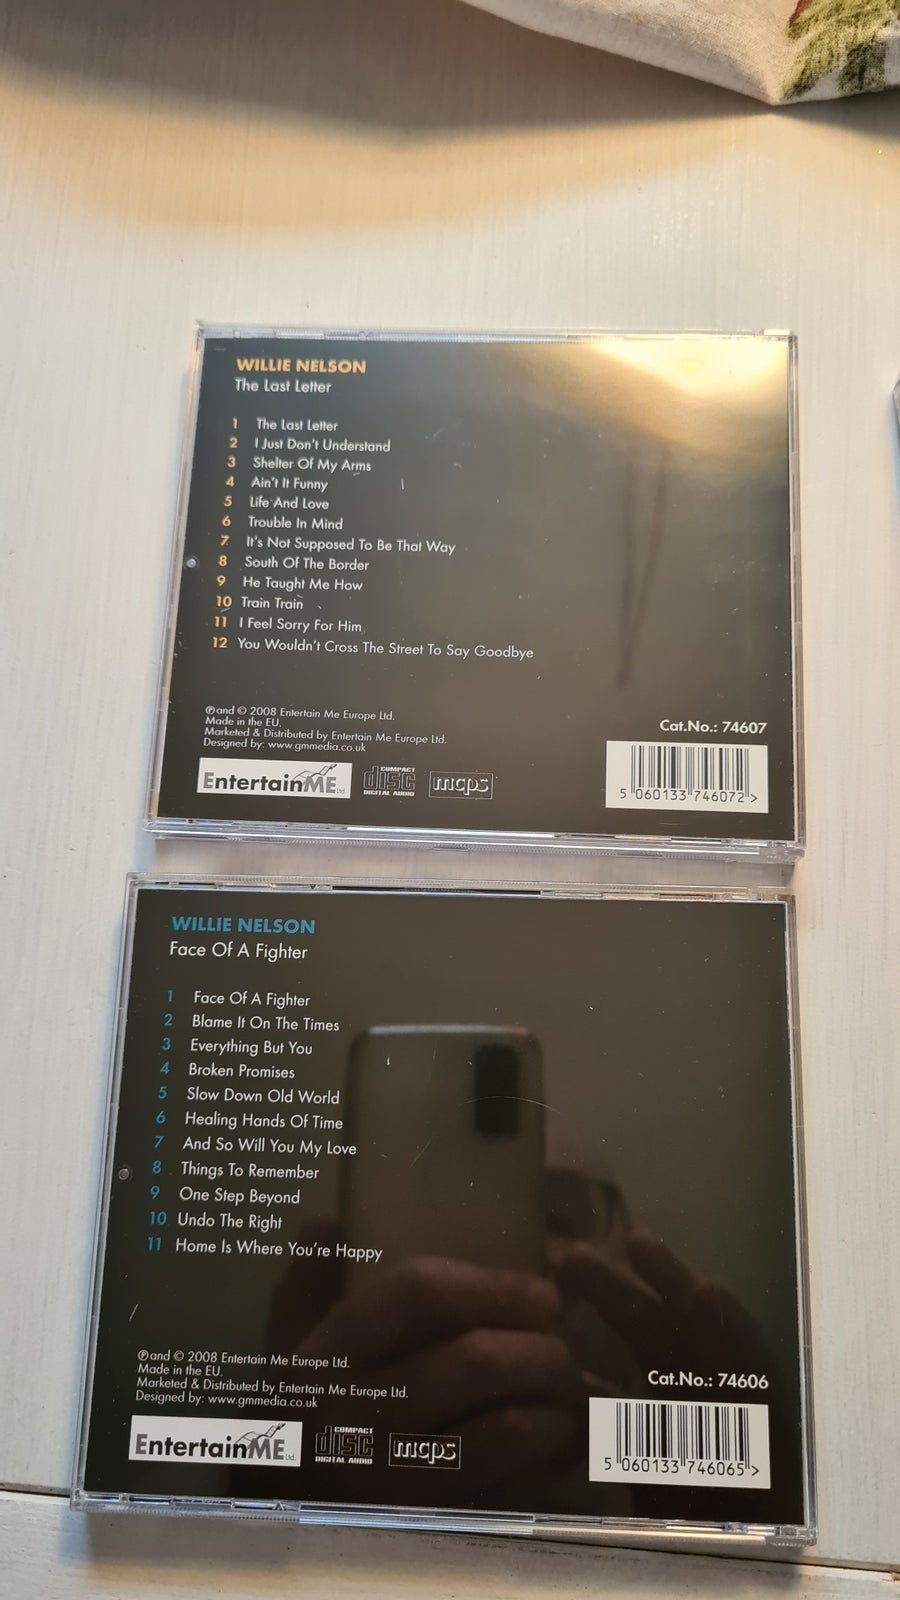 WILLIE NELSON
The Last Letter
1 The Last Letter
2 I Just Don't Understand
3 Shelter Of My Arms
4 Ain't It Funny
5 Life And Love
6 Trouble In Mind
7 It's Not Supposed To Be That Way
8 South Of The Border
9 He Taught Me How
10 Train Train
11 I Feel Sorry For Him
12 You Wouldn't Cross The Street To Say Goodbye
℗ and © 2008 Entertain Me Europe Ltd.
Made in the EU.
Marketed & Distributed by Entertain Me Europe Ltd.
Designed by: www.gmmedia.co.uk
Cat.No.: 74607
EntertainME Ltd.
COMPACT
disc
DIGITAL AUDIO
mcps
5 060133 746072 >
WILLIE NELSON
Face Of A Fighter
1 Face Of A Fighter
2 Blame It On The Times
3 Everything But You
4 Broken Promises
5 Slow Down Old World
6 Healing Hands Of Time
7 And So Will You My Love
8 Things To Remember
9 One Step Beyond
10 Undo The Right
11 Home Is Where You're Happy
℗ and © 2008 Entertain Me Europe Ltd.
Made in the EU.
Marketed & Distributed by Entertain Me Europe Ltd.
Designed by: www.gmmedia.co.uk
Cat.No.: 74606
EntertainME Ltd.
COMPACT
disc
DIGITAL AUDIO
mcps
5 060133 746065 >